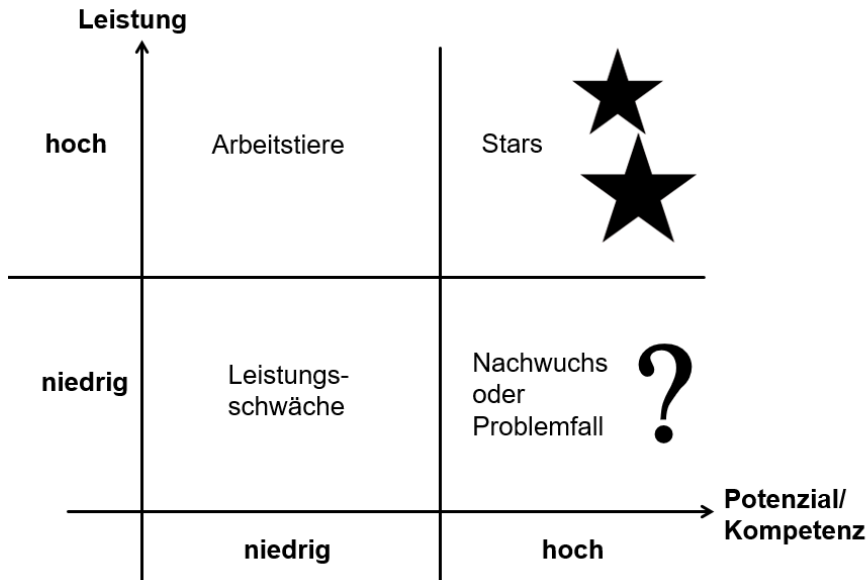 Leistung
hoch
Arbeitstiere
Stars
niedrig
Leistungs-
schwäche
Nachwuchs
oder
Problemfall
?
Potenzial/
Kompetenz
niedrig
hoch